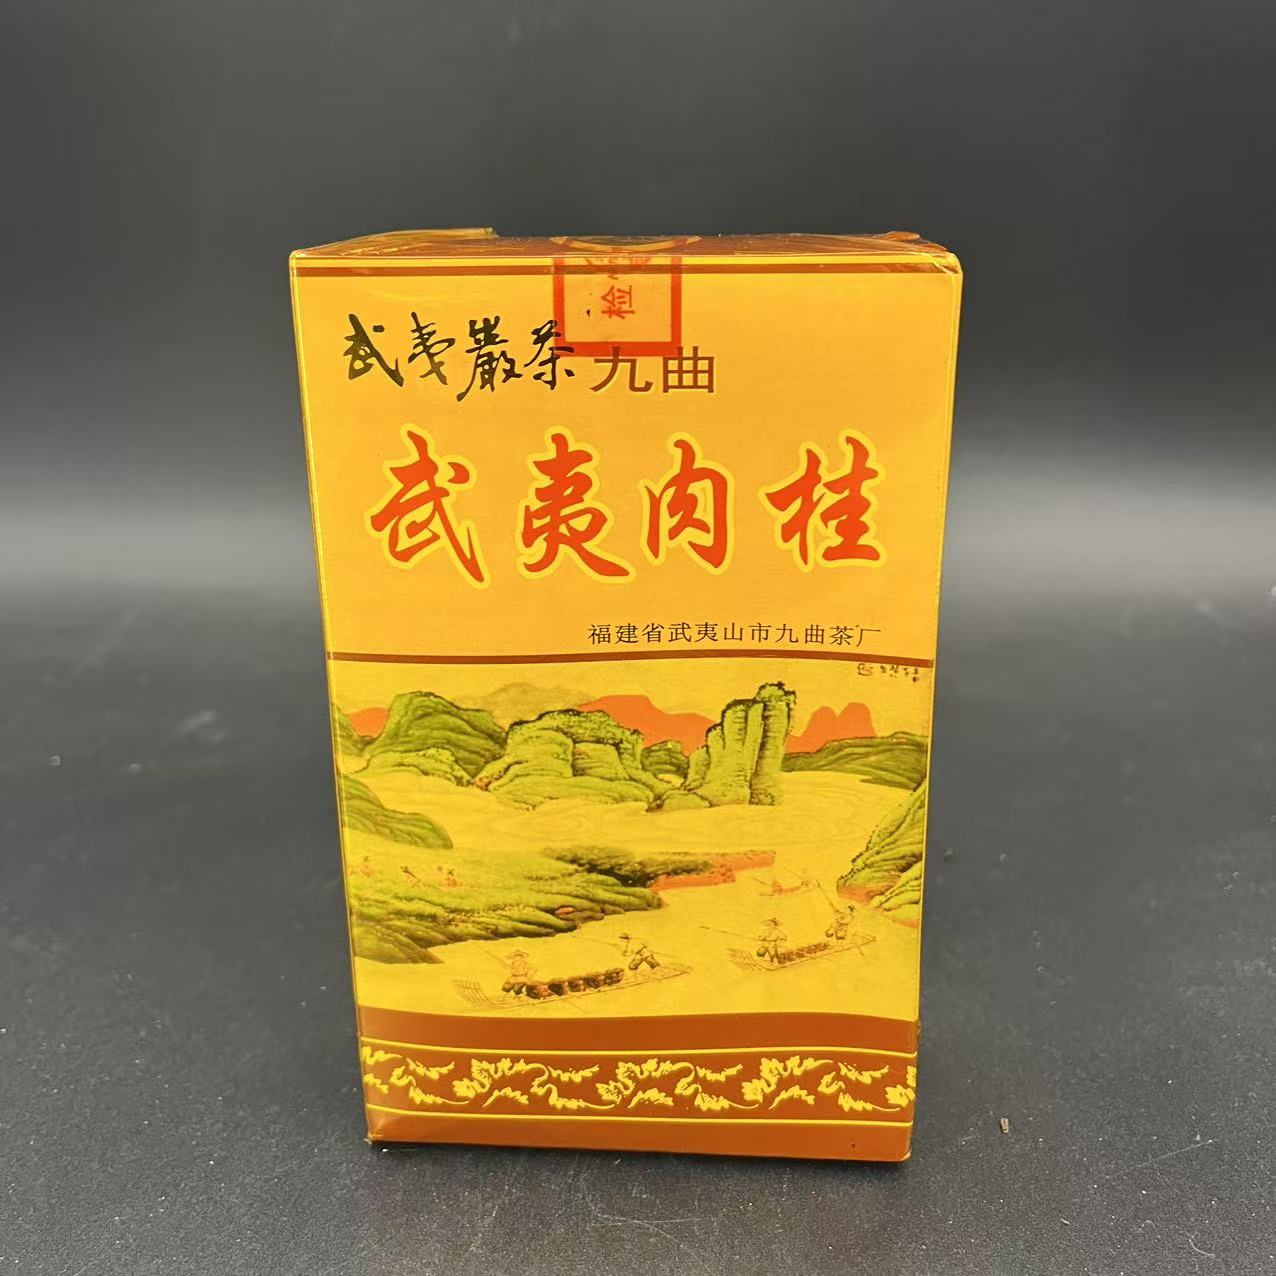 检
武夷巖茶 九曲
武夷肉桂
福建省武夷山市九曲茶厂